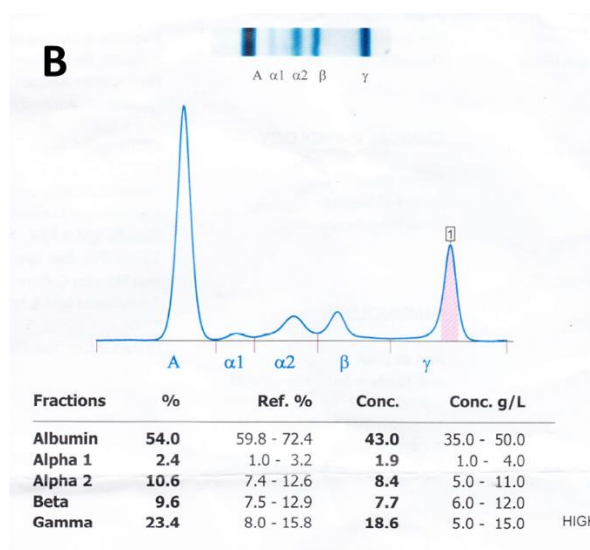 B
A α1 α2 β γ
1
A α1 α2 β γ
Fractions % Ref. % Conc. Conc. g/L
Albumin 54.0 59.8 - 72.4 43.0 35.0 - 50.0
Alpha 1 2.4 1.0 - 3.2 1.9 1.0 - 4.0
Alpha 2 10.6 7.4 - 12.6 8.4 5.0 - 11.0
Beta 9.6 7.5 - 12.9 7.7 6.0 - 12.0
Gamma 23.4 8.0 - 15.8 18.6 5.0 - 15.0 HIGH